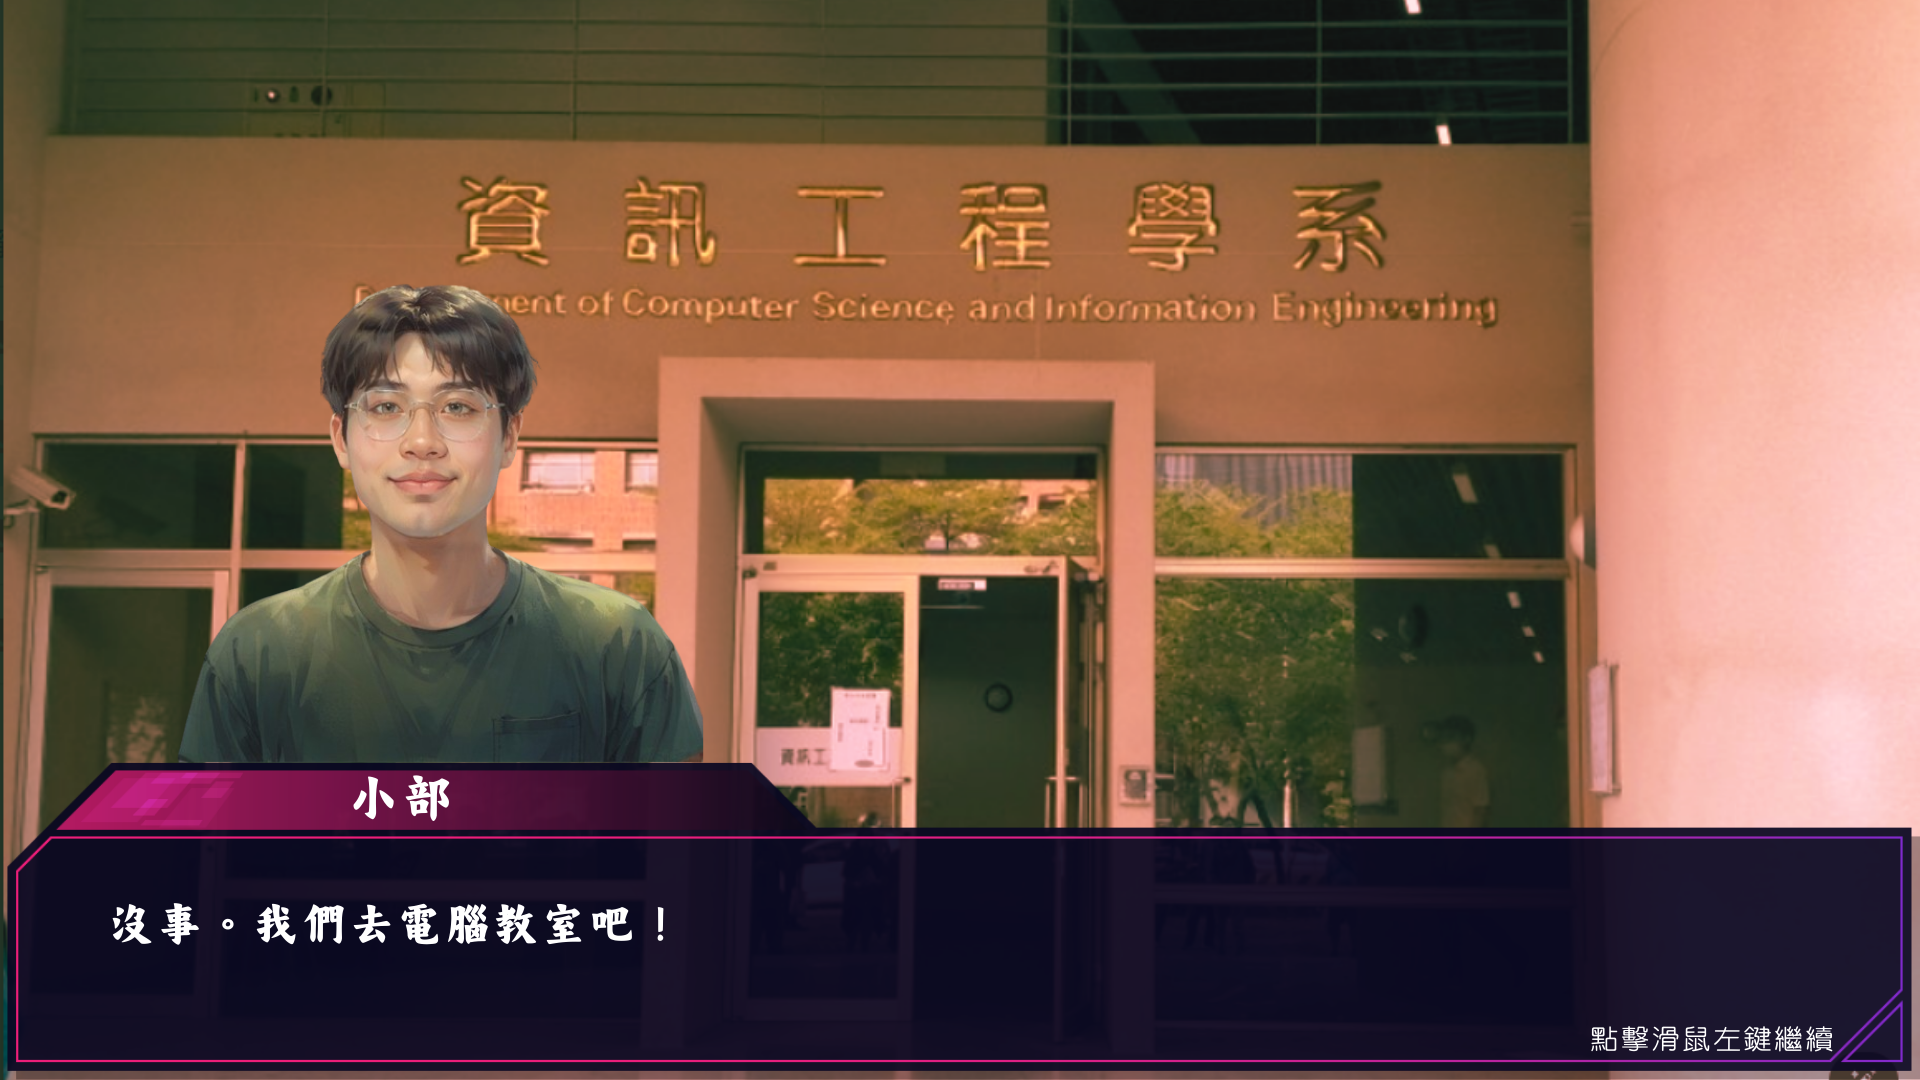 資訊工程學系
ment of Computer Science and Information Engineering
資訊工
小部
沒事。我們去電腦教室吧！
點擊滑鼠左鍵繼續